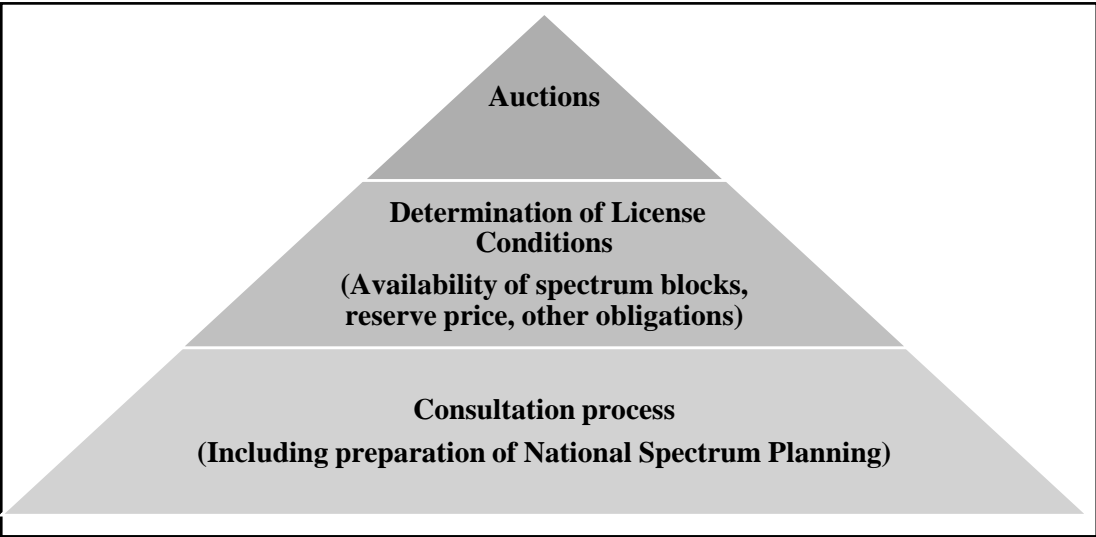 Auctions
Determination of License
Conditions
(Availability of spectrum blocks,
reserve price, other obligations)
Consultation process
(Including preparation of National Spectrum Planning)